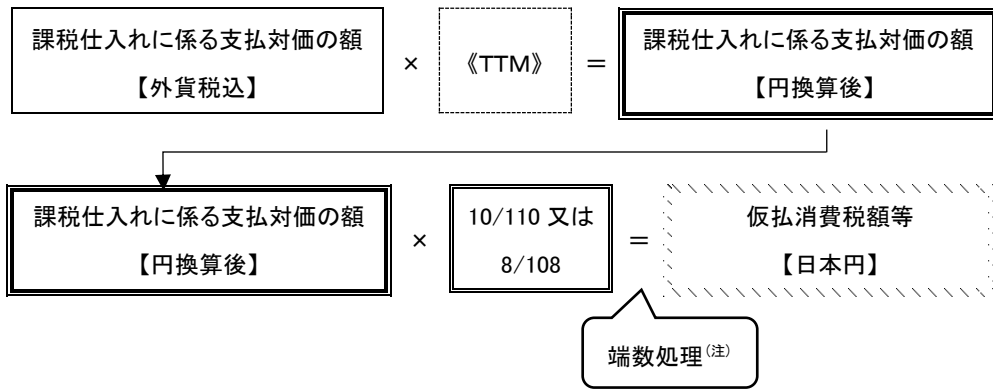 課税仕入れに係る支払対価の額
【外貨税込】
×
《TTM》
＝
課税仕入れに係る支払対価の額
【円換算後】
課税仕入れに係る支払対価の額
【円換算後】
×
10/110 又は
8/108
＝
仮払消費税額等
【日本円】
端数処理(注)